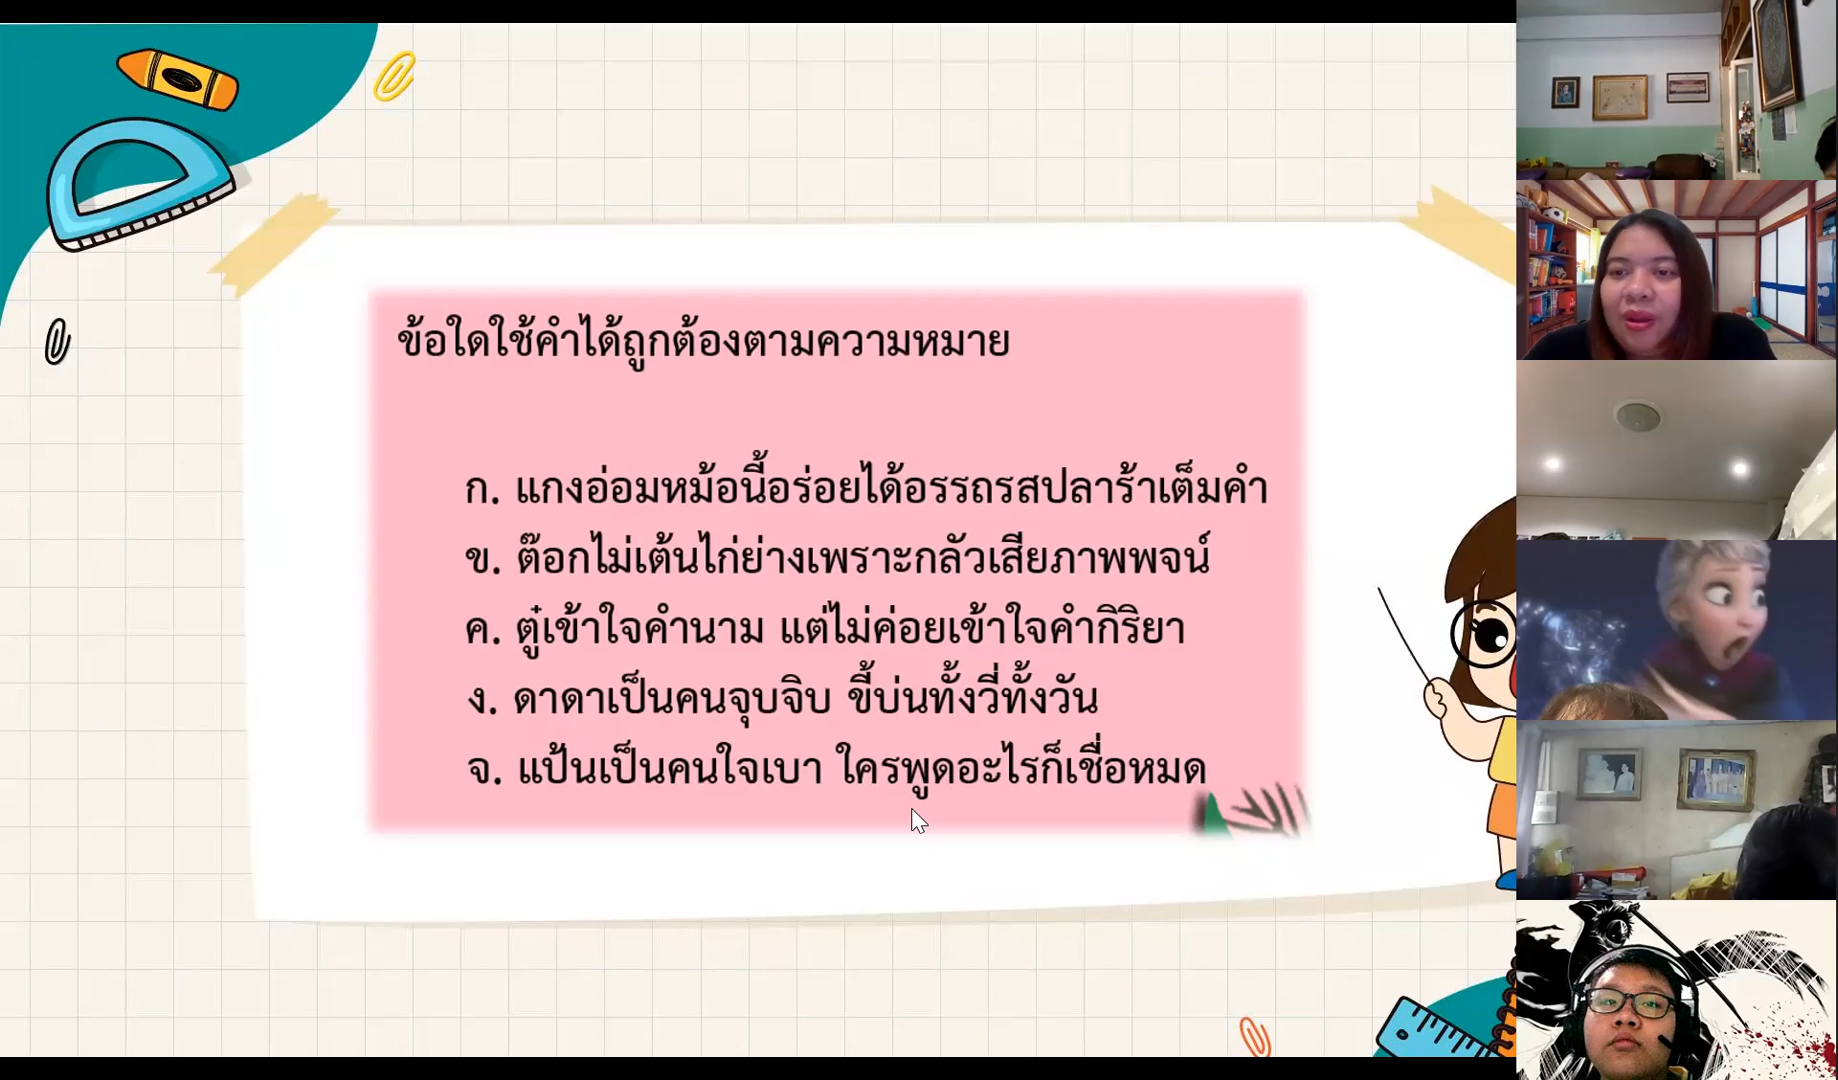 ข้อใดใช้คำได้ถูกต้องตามความหมาย
ก. แกงอ่อมหม้อนี้อร่อยได้อรรถรสปลาร้าเต็มคำ
ข. ต๊อกไม่เต้นไก่ย่างเพราะกลัวเสียภาพพจน์
ค. ตู๋เข้าใจคำนาม แต่ไม่ค่อยเข้าใจคำกิริยา
ง. ดาดาเป็นคนจุบจิบ ขี้บ่นทั้งวี่ทั้งวัน
จ. แป้นเป็นคนใจเบา ใครพูดอะไรก็เชื่อหมด